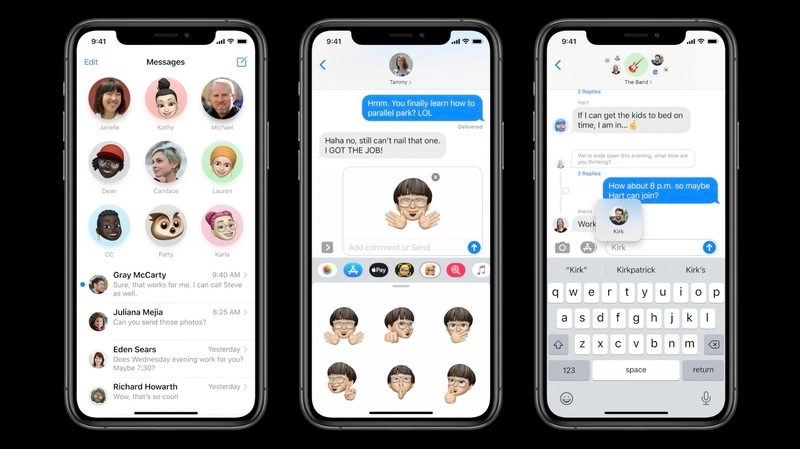 9:41
Edit
Messages
Janelle
Kathy
Michael
Dean
Candace
Lauren
CC
Patty
Karla
Gray McCarty
9:40 AM
Sure, that works for me. I can call Steve
as well.
Juliana Mejia
8:25 AM
Can you send those photos?
Eden Sears
Yesterday
Does Wednesday evening work for you?
Maybe 7:30?
Richard Howarth
Yesterday
Wow, that's so cool!
9:41
Tammy
Hmm. You finally learn how to
parallel park? LOL
Delivered
Haha no, still can't nail that one.
I GOT THE JOB!
Add comment or Send
Pay
9:41
The Band
2 Replies
Hart
If I can get the kids to bed on
time, I am in...
We're wide open this evening, what time are
you thinking?
2 Replies
How about 8 p.m. so maybe
Hart can join?
Alexis
Work
Kirk
Kirk
“Kirk”
Kirkpatrick
Kirk's
q w e r t y u i o p
a s d f g h j k l
z x c v b n m
123
space
return